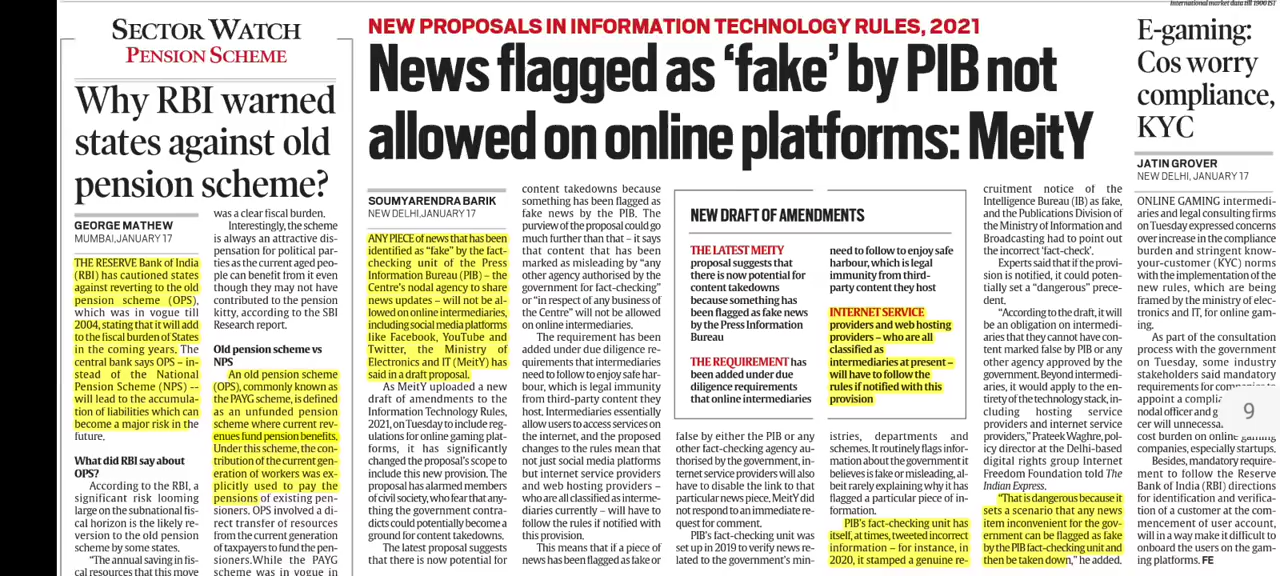 International market data till 1900 IST
SECTOR WATCH
PENSION SCHEME
Why RBI warned
states against old
pension scheme?
GEORGE MATHEW
MUMBAI,JANUARY 17
THE RESERVE Bank of India
(RBI) has cautioned states
against reverting to the old
pension scheme (OPS),
which was in vogue till
2004, stating that it will add
to the fiscal burden of States
in the coming years. The
central bank says OPS – in-
stead of the National
Pension Scheme (NPS) --
will lead to the accumula-
tion of liabilities which can
become a major risk in the
future.
What did RBI say about
OPS?
According to the RBI, a
significant risk looming
large on the subnational fis-
cal horizon is the likely re-
version to the old pension
scheme by some states.
“The annual saving in fis-
cal resources that this move
was a clear fiscal burden.
Interestingly, the scheme
is always an attractive dis-
pensation for political par-
ties as the current aged peo-
ple can benefit from it even
though they may not have
contributed to the pension
kitty, according to the SBI
Research report.
Old pension scheme vs
NPS
An old pension scheme
(OPS), commonly known as
the PAYG scheme, is defined
as an unfunded pension
scheme where current rev-
enues fund pension benefits.
Under this scheme, the con-
tribution of the current gen-
eration of workers was ex-
plicitly used to pay the
pensions of existing pen-
sioners. OPS involved a di-
rect transfer of resources
from the current generation
of taxpayers to fund the pen-
sioners.While the PAYG
scheme was in vogue in
NEW PROPOSALS IN INFORMATION TECHNOLOGY RULES, 2021
News flagged as ‘fake’ by PIB not
allowed on online platforms: MeitY
SOUMYARENDRA BARIK
NEW DELHI,JANUARY 17
ANY PIECE of news that has been
identified as “fake” by the fact-
checking unit of the Press
Information Bureau (PIB) – the
Centre’s nodal agency to share
news updates – will not be al-
lowed on online intermediaries,
including social media platforms
like Facebook, YouTube and
Twitter, the Ministry of
Electronics and IT (MeitY) has
said in a draft proposal.
As MeitY uploaded a new
draft of amendments to the
Information Technology Rules,
2021, on Tuesday to include reg-
ulations for online gaming plat-
forms, it has significantly
changed the proposal’s scope to
include this new provision. The
proposal has alarmed members
of civil society, who fear that any-
thing the government contra-
dicts could potentially become a
ground for content takedowns.
The latest proposal suggests
that there is now potential for
content takedowns because
something has been flagged as
fake news by the PIB. The
purview of the proposal could go
much further than that – it says
that content that has been
marked as misleading by “any
other agency authorised by the
government for fact-checking”
or “in respect of any business of
the Centre” will not be allowed
on online intermediaries.
The requirement has been
added under due diligence re-
quirements that intermediaries
need to follow to enjoy safe har-
bour, which is legal immunity
from third-party content they
host. Intermediaries essentially
allow users to access services on
the internet, and the proposed
changes to the rules mean that
not just social media platforms
but internet service providers
and web hosting providers –
who are all classified as interme-
diaries currently – will have to
follow the rules if notified with
this provision.
This means that if a piece of
news has been flagged as fake or
NEW DRAFT OF AMENDMENTS
THE LATEST MEITY
proposal suggests that
there is now potential for
content takedowns
because something has
been flagged as fake news
by the Press Information
Bureau
THE REQUIREMENT has
been added under due
diligence requirements
that online intermediaries
need to follow to enjoy safe
harbour, which is legal
immunity from third-
party content they host
INTERNET SERVICE
providers and web hosting
providers – who are all
classified as
intermediaries at present –
will have to follow the
rules if notified with this
provision
false by either the PIB or any
other fact-checking agency au-
thorised by the government, in-
ternet service providers will also
have to disable the link to that
particular news piece. MeitY did
not respond to an immediate re-
quest for comment.
PIB’s fact-checking unit was
set up in 2019 to verify news re-
lated to the government’s min-
istries, departments and
schemes. It routinely flags infor-
mation about the government it
believes is fake or misleading, al-
beit rarely explaining why it has
flagged a particular piece of in-
formation.
PIB’s fact-checking unit has
itself, at times, tweeted incorrect
information – for instance, in
2020, it stamped a genuine re-
cruitment notice of the
Intelligence Bureau (IB) as fake,
and the Publications Division of
the Ministry of Information and
Broadcasting had to point out
the incorrect ‘fact-check’.
Experts said that if the provi-
sion is notified, it could poten-
tially set a “dangerous” prece-
dent.
“According to the draft, it will
be an obligation on intermedi-
aries that they cannot have con-
tent marked false by PIB or any
other agency approved by the
government. Beyond intermedi-
aries, it would apply to the en-
tirety of the technology stack, in-
cluding hosting service
providers and internet service
providers,” Prateek Waghre, pol-
icy director at the Delhi-based
digital rights group Internet
Freedom Foundation told The
Indian Express.
“That is dangerous because it
sets a scenario that any news
item inconvenient for the gov-
ernment can be flagged as fake
by the PIB fact-checking unit and
then be taken down,” he added.
E-gaming:
Cos worry
compliance,
KYC
JATIN GROVER
NEW DELHI, JANUARY 17
ONLINE GAMING intermedi-
aries and legal consulting firms
on Tuesday expressed concerns
over increase in the compliance
burden and stringent know-
your-customer (KYC) norms
with the implementation of the
new rules, which are being
framed by the ministry of elec-
tronics and IT, for online gam-
ing.
As part of the consultation
process with the government
on Tuesday, some industry
stakeholders said mandatory
requirements for
appoint a
nodal officer and
cer will unnecessa
cost burden on online gaming
companies, especially startups.
Besides, mandatory require-
ment to follow the Reserve
Bank of India (RBI) directions
for identification and verifica-
tion of a customer at the com-
mencement of user account,
will in a way make it difficult to
onboard the users on the gam-
ing platforms. FE
9